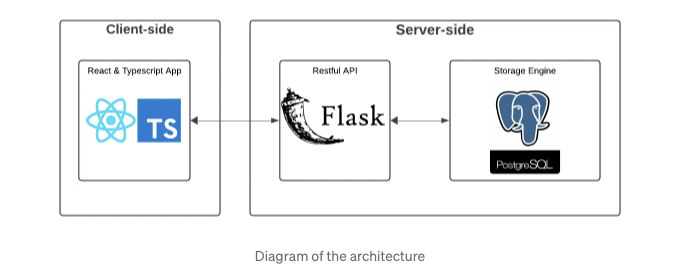 Client-side
Server-side
React & Typescript App
Restful API
Storage Engine
TS
Flask
PostgreSQL
Diagram of the architecture